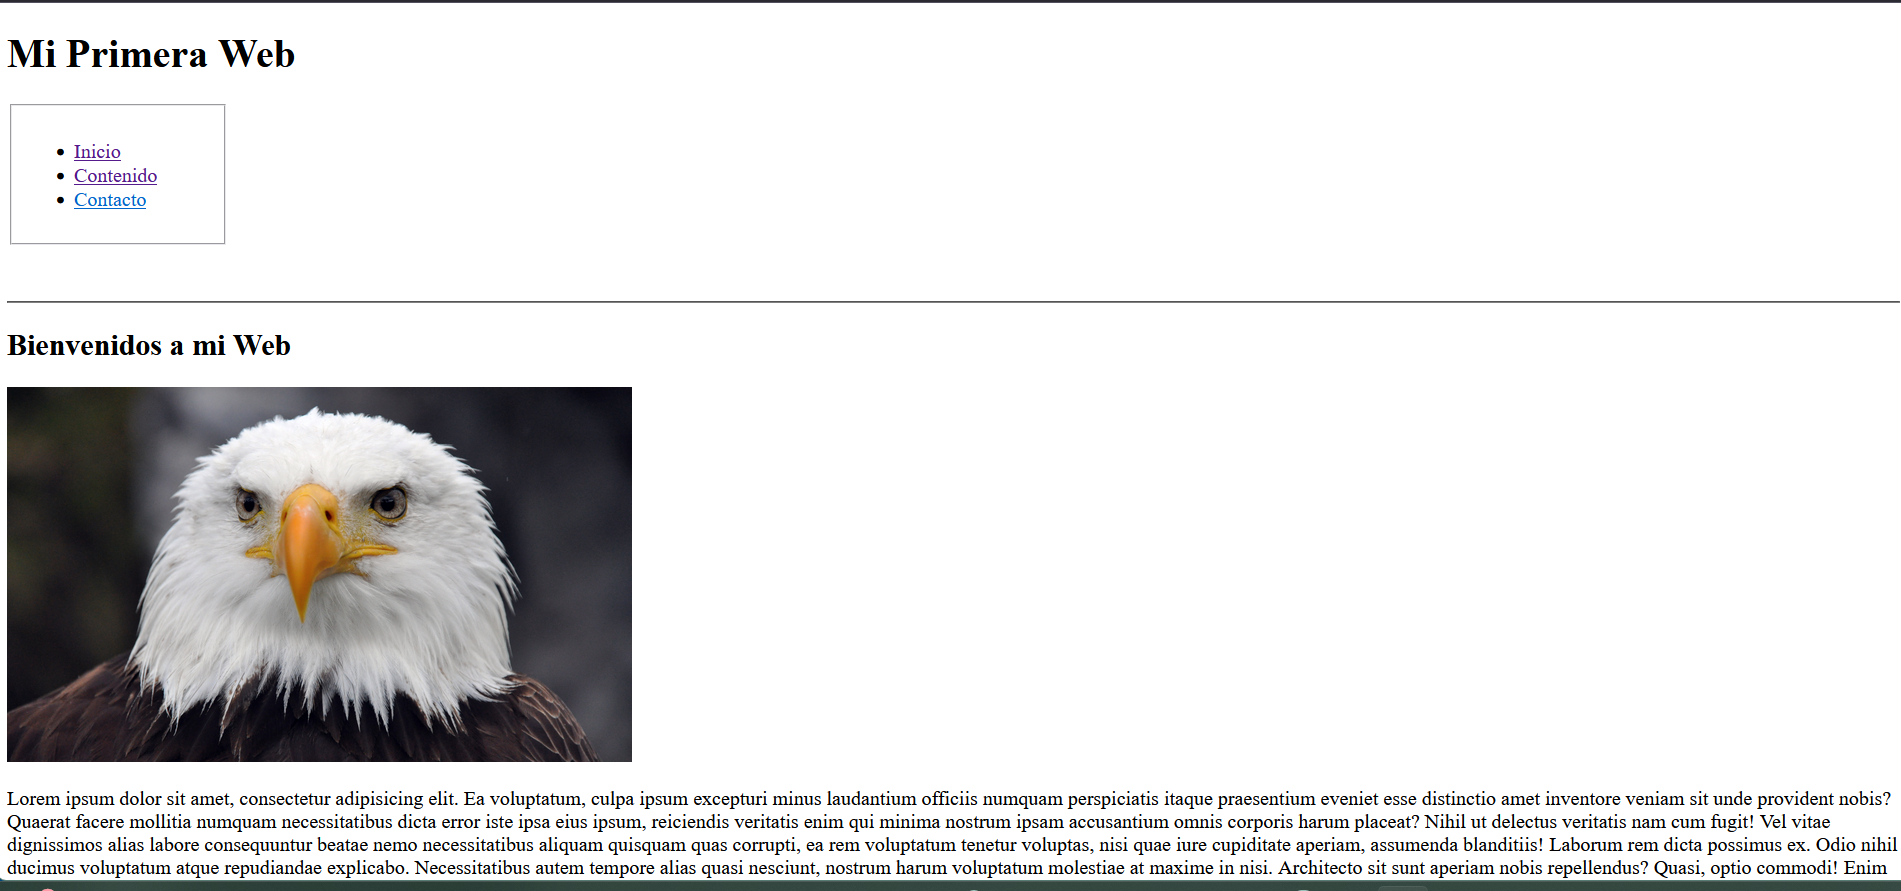 Mi Primera Web
Inicio
Contenido
Contacto
Bienvenidos a mi Web
Lorem ipsum dolor sit amet, consectetur adipisicing elit. Ea voluptatum, culpa ipsum excepturi minus laudantium officiis numquam perspiciatis itaque praesentium eveniet esse distinctio amet inventore veniam sit unde provident nobis?
Quaerat facere mollitia numquam necessitatibus dicta error iste ipsa eius ipsum, reiciendis veritatis enim qui minima nostrum ipsam accusantium omnis corporis harum placeat? Nihil ut delectus veritatis nam cum fugit! Vel vitae
dignissimos alias labore consequuntur beatae nemo necessitatibus aliquam quisquam quas corrupti, ea rem voluptatum tenetur voluptas, nisi quae iure cupiditate aperiam, assumenda blanditiis! Laborum rem dicta possimus ex. Odio nihil
ducimus voluptatum atque repudiandae explicabo. Necessitatibus autem tempore alias quasi nesciunt, nostrum harum voluptatum molestiae at maxime in nisi. Architecto sit sunt aperiam nobis repellendus? Quasi, optio commodi! Enim